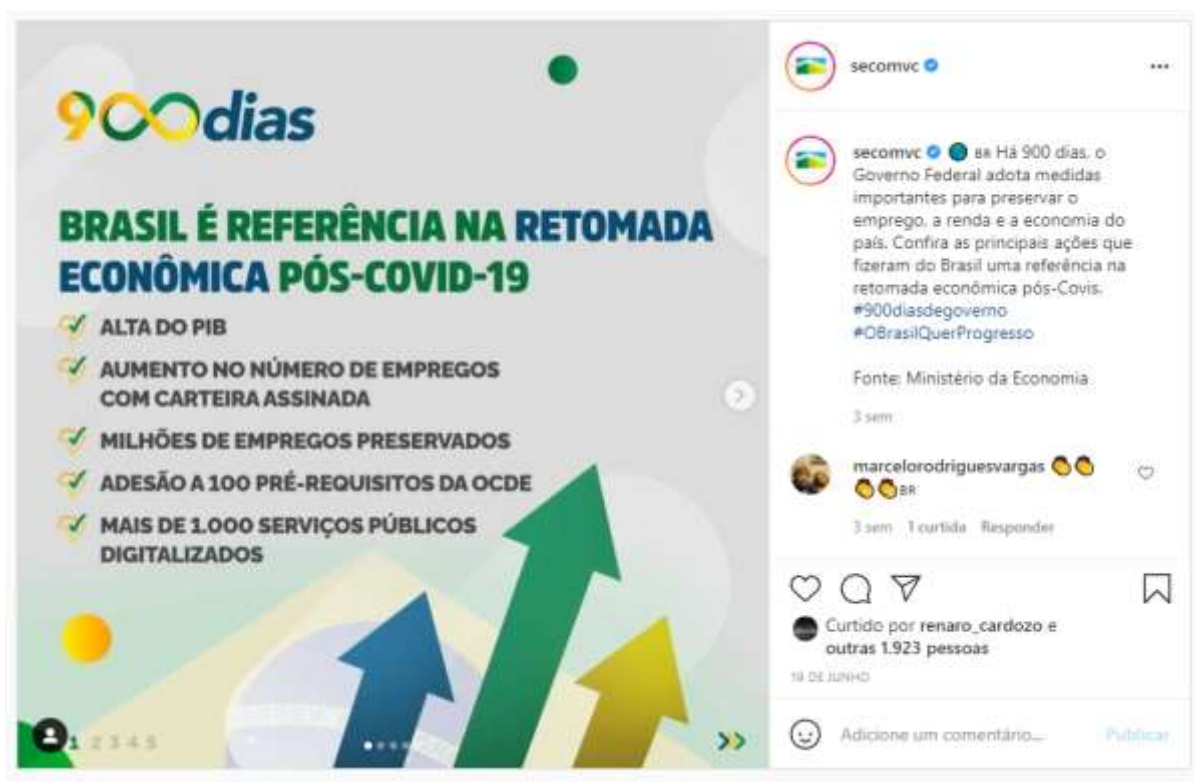 900dias
BRASIL É REFERÊNCIA NA RETOMADA
ECONÔMICA PÓS-COVID-19
ALTA DO PIB
AUMENTO NO NÚMERO DE EMPREGOS
COM CARTEIRA ASSINADA
MILHÕES DE EMPREGOS PRESERVADOS
ADESÃO A 100 PRÉ-REQUISITOS DA OCDE
MAIS DE 1.000 SERVIÇOS PÚBLICOS
DIGITALIZADOS
1 2 3 4 5
secomvc
secomvc BR Há 900 dias, o
Governo Federal adota medidas
importantes para preservar o
emprego, a renda e a economia do
país. Confira as principais ações que
fizeram do Brasil uma referência na
retomada econômica pós-Covis.
#900diasdegoverno
#OBrasilQuerProgresso
Fonte: Ministério da Economia
3 sem
marcelorodriguesvargas
BR
3 sem 1 curtida Responder
Curtido por renaro_cardozo e
outras 1.923 pessoas
19 DE JUNHO
Adicione um comentário... Publicar